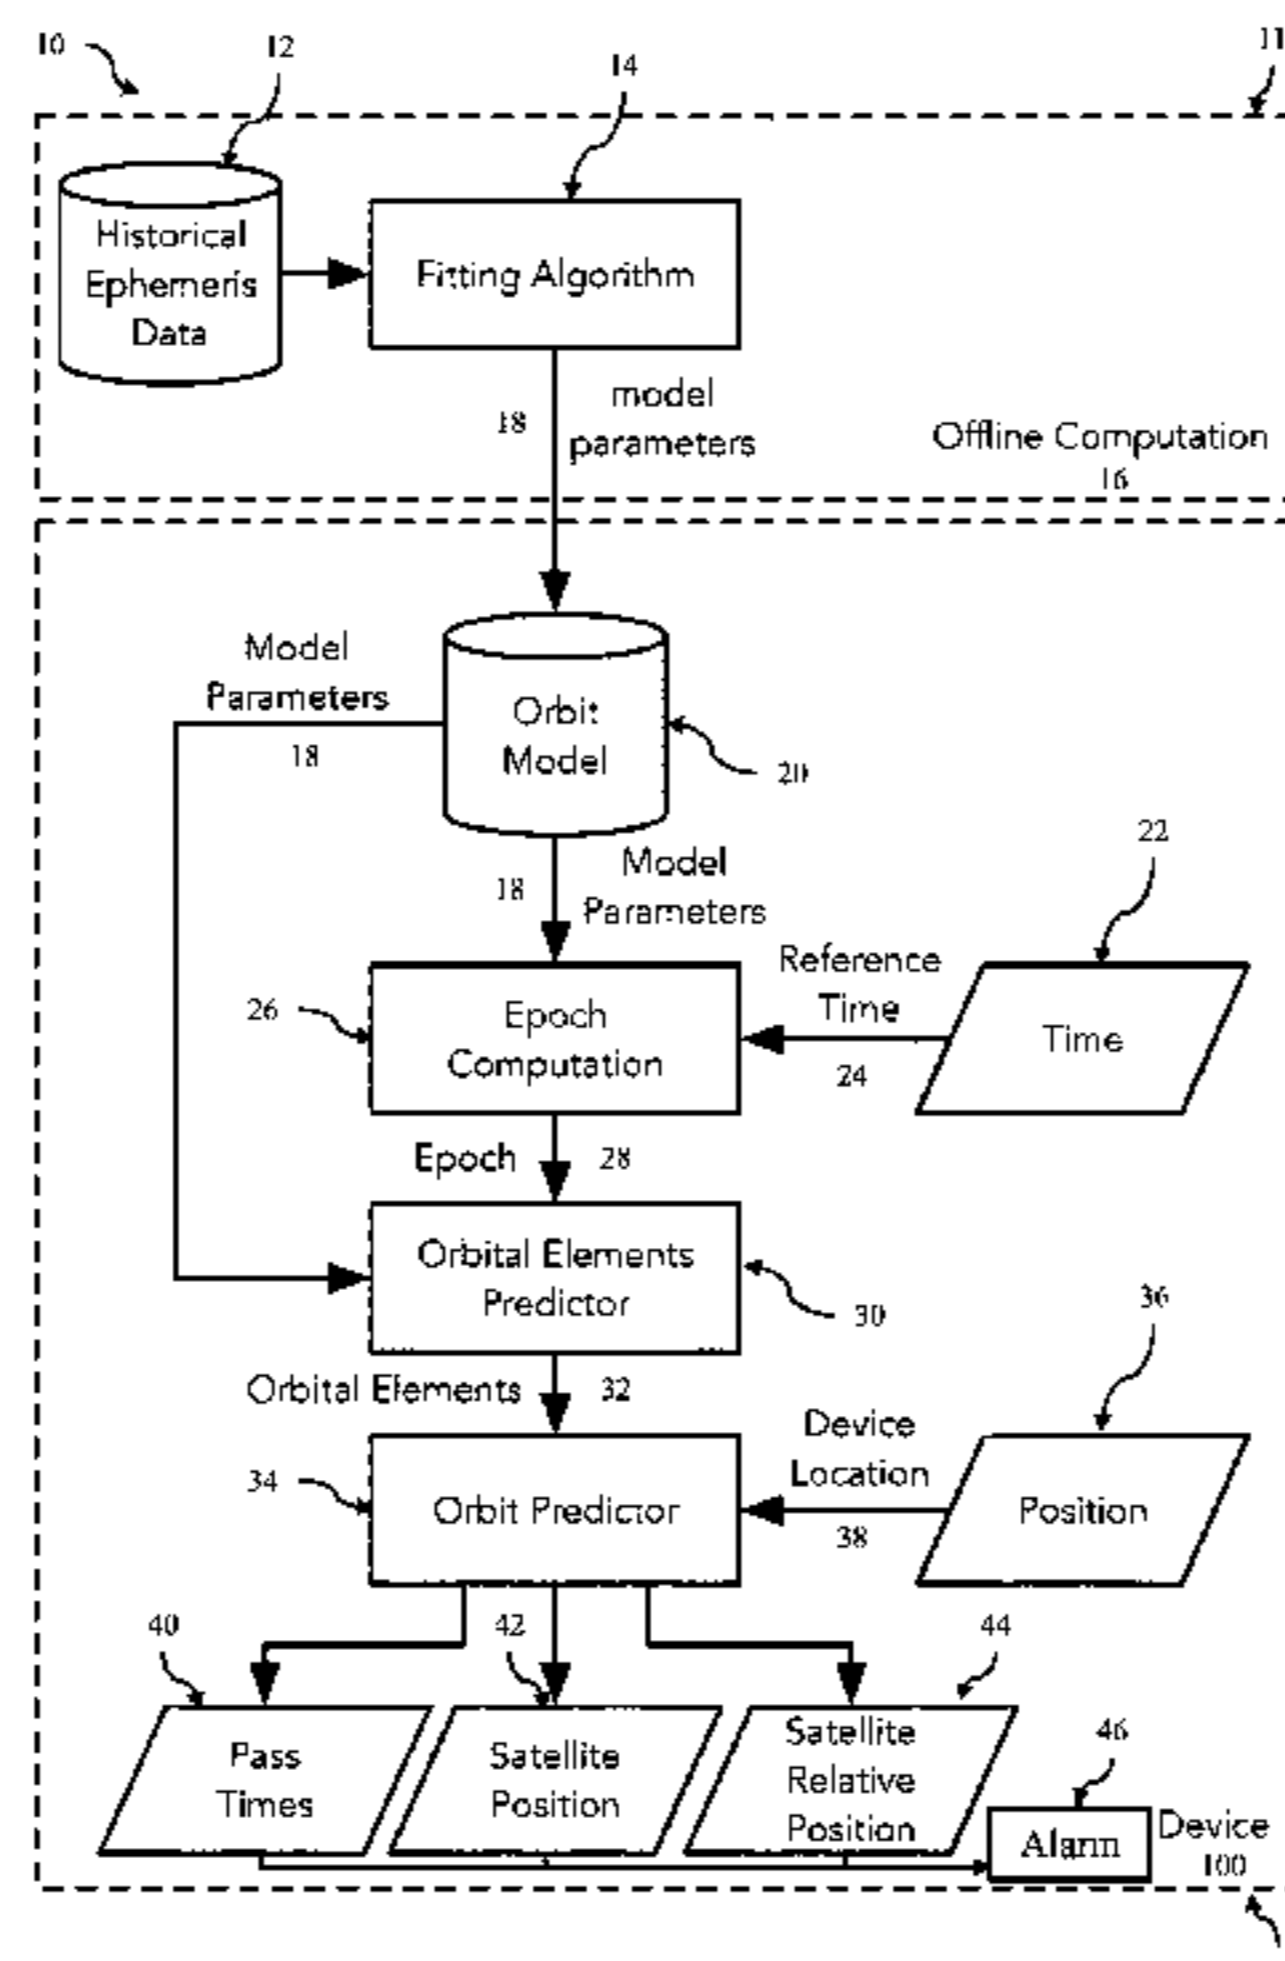 10
12
14
11
Historical
Ephemeris
Data
Fitting Algorithm
18
model
parameters
Offline Computation
16
Model
Parameters
18
Orbit
Model
20
18
Model
Parameters
22
Reference
Time
24
Time
26
Epoch
Computation
Epoch
28
Orbital Elements
Predictor
30
Orbital Elements
32
36
Device
Location
38
Position
34
Orbit Predictor
40
42
44
Pass
Times
Satellite
Position
Satellite
Relative
Position
46
Alarm
Device
100